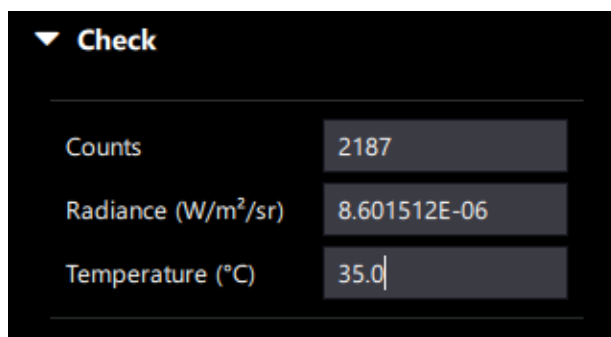 Check
Counts 2187
Radiance (W/m²/sr) 8.601512E-06
Temperature (°C) 35.0